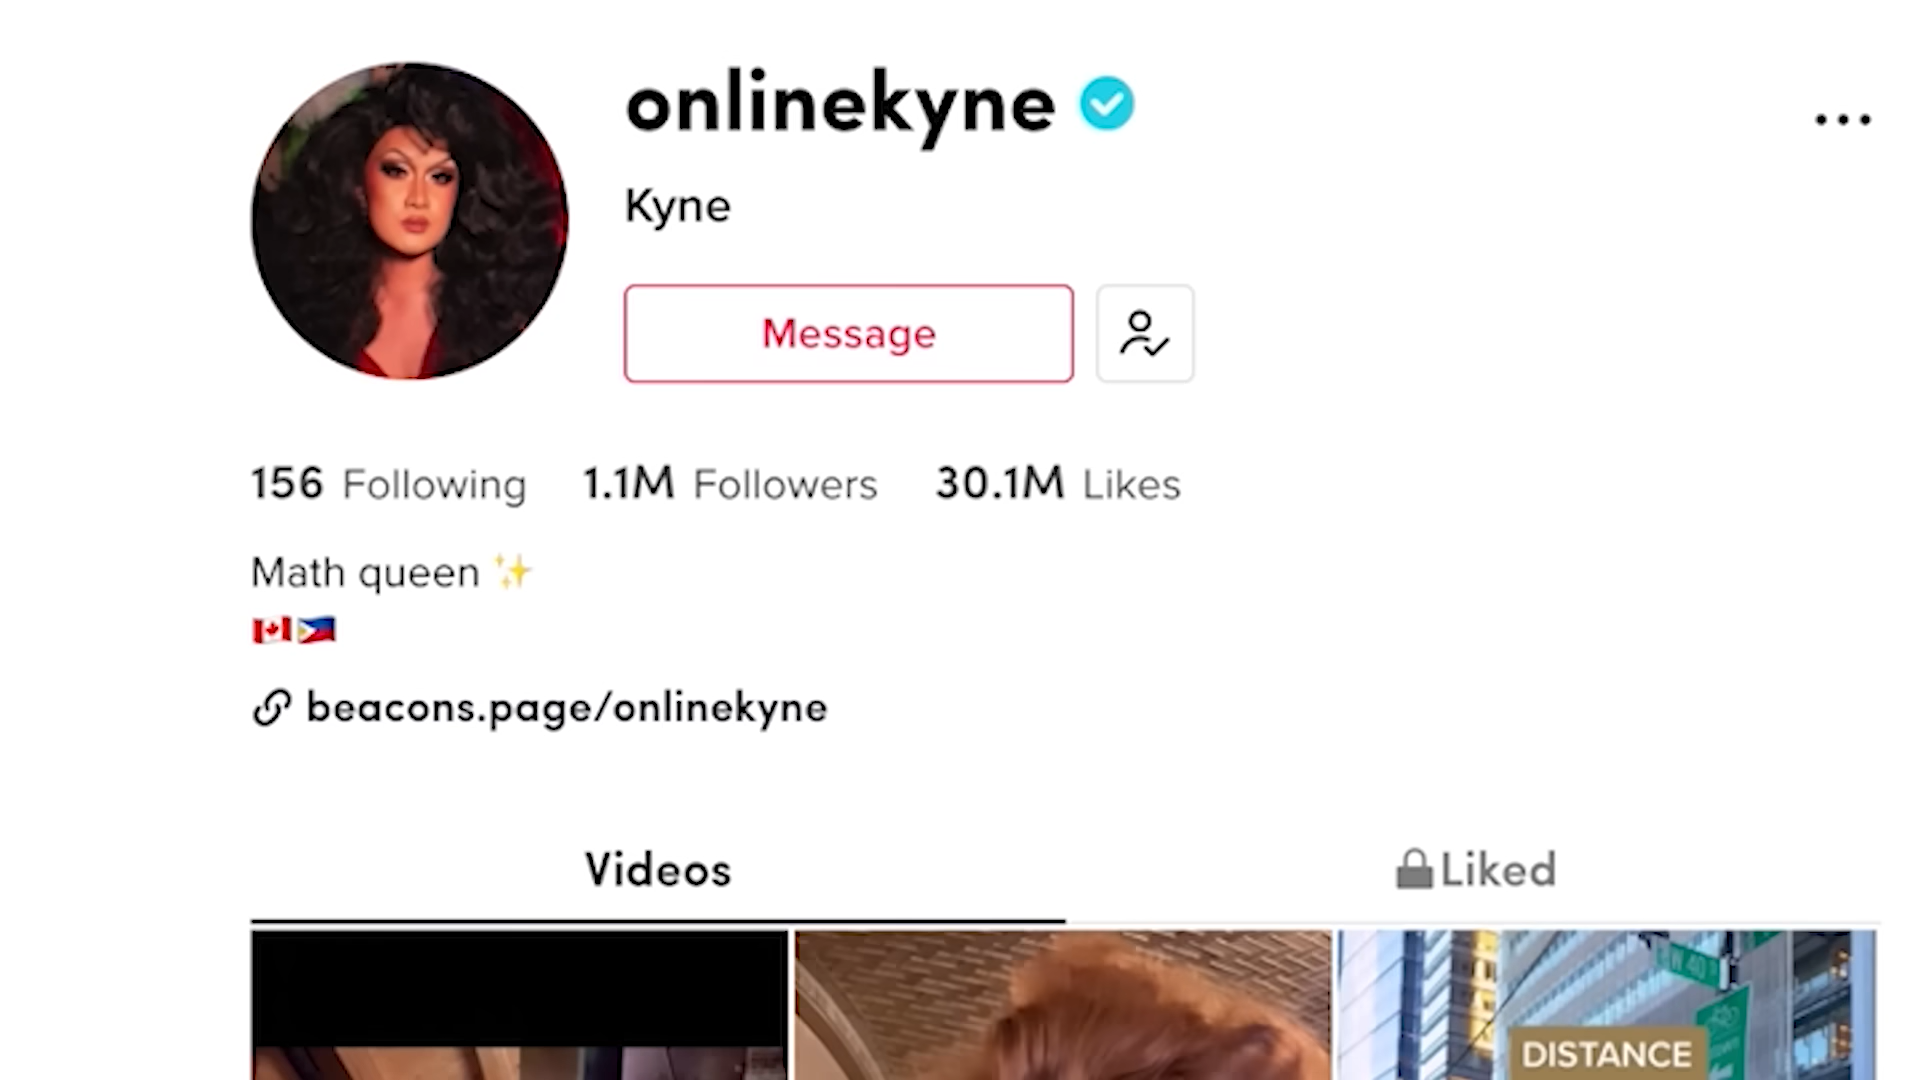 onlinekyne
Kyne
Message
156 Following 1.1M Followers 30.1M Likes
Math queen ✨
🇨🇦🇵🇭
beacons.page/onlinekyne
Videos
Liked
W 40
DISTANCE